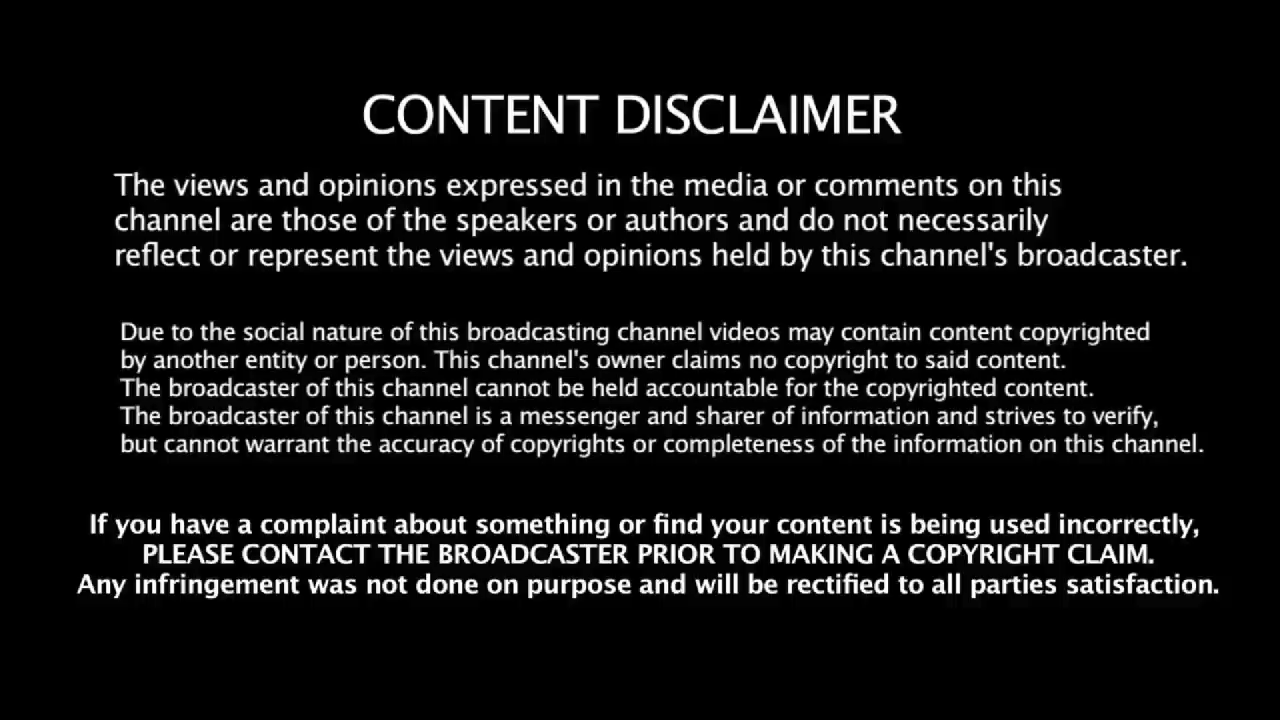 CONTENT DISCLAIMER
The views and opinions expressed in the media or comments on this
channel are those of the speakers or authors and do not necessarily
reflect or represent the views and opinions held by this channel's broadcaster.
Due to the social nature of this broadcasting channel videos may contain content copyrighted
by another entity or person. This channel's owner claims no copyright to said content.
The broadcaster of this channel cannot be held accountable for the copyrighted content.
The broadcaster of this channel is a messenger and sharer of information and strives to verify,
but cannot warrant the accuracy of copyrights or completeness of the information on this channel.
If you have a complaint about something or find your content is being used incorrectly,
PLEASE CONTACT THE BROADCASTER PRIOR TO MAKING A COPYRIGHT CLAIM.
Any infringement was not done on purpose and will be rectified to all parties satisfaction.